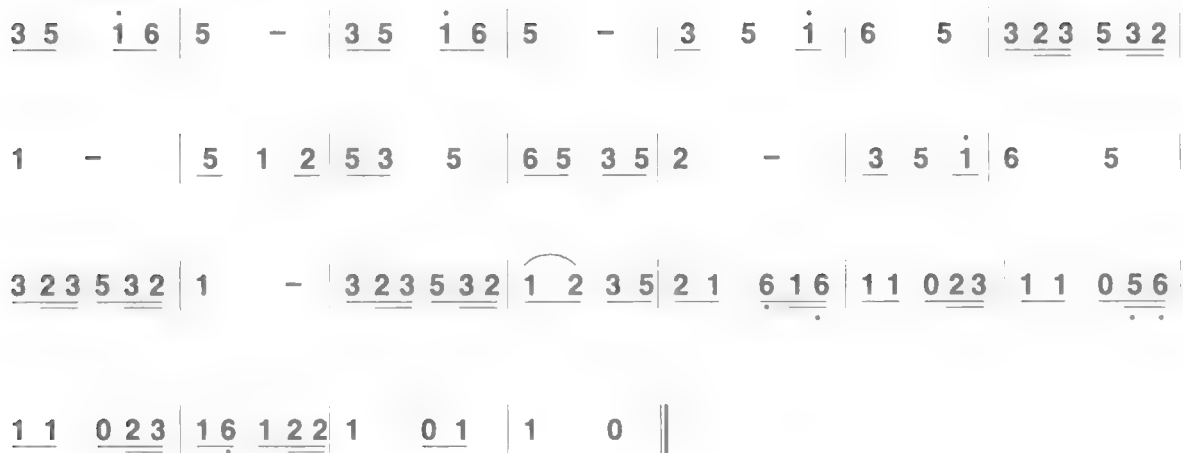 3 5 1̇ 6 | 5 – | 3 5 1̇ 6 | 5 – | 3 5 1̇ | 6 5 | 3 2 3 5 3 2 |
1 – | 5 1 2 | 5 3 5 | 6 5 3 5 | 2 – | 3 5 1̇ | 6 5 |
3 2 3 5 3 2 | 1 – | 3 2 3 5 3 2 | 1 2 3 5 | 2 1 6̣ 1 6̣ | 1 1 0 2 3 | 1 1 0 5̣ 6̣ |
1 1 0 2 3 | 1 6̣ 1 2 2 | 1 0 1 | 1 0 ‖